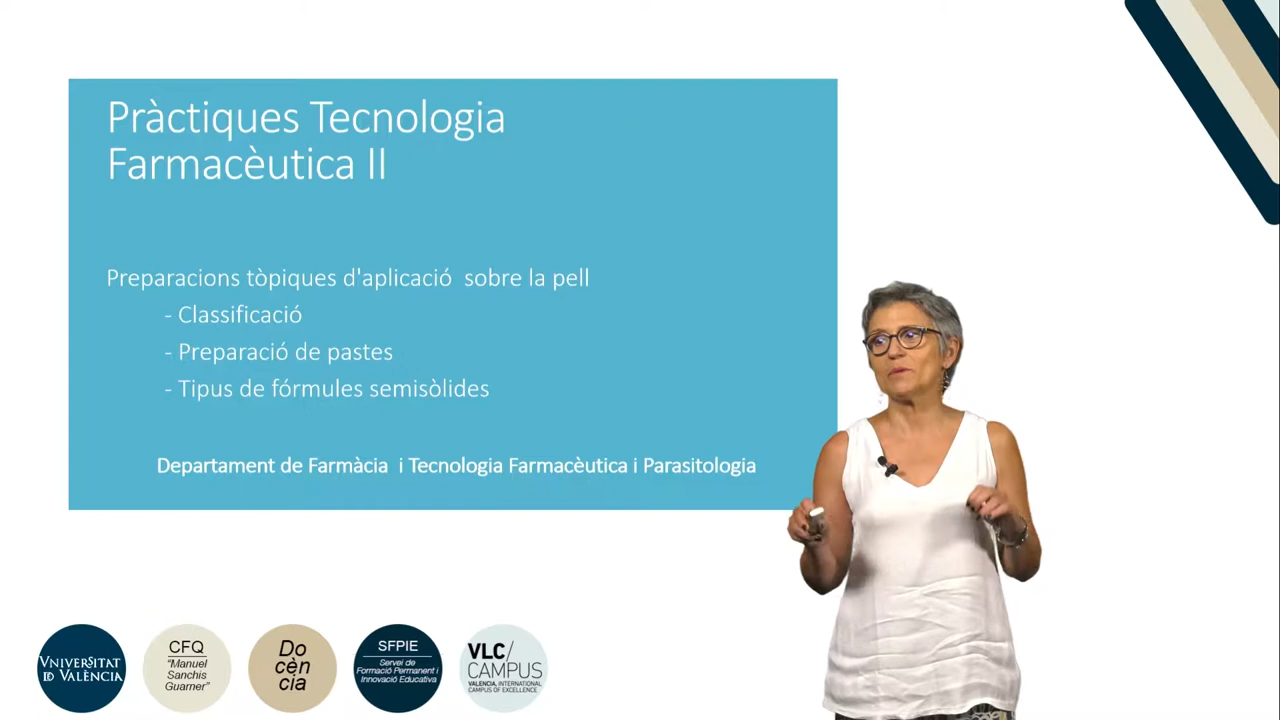 Pràctiques Tecnologia
Farmacèutica II
Preparacions tòpiques d'aplicació sobre la pell
- Classificació
- Preparació de pastes
- Tipus de fórmules semisòlides
Departament de Farmàcia i Tecnologia Farmacèutica i Parasitologia
VNIVERSITAT
ID VALÈNCIA
CFQ
"Manuel
Sanchis
Guarner"
Do
cèn
cia
SFPIE
Servei de
Formació Permanent i
Innovació Educativa
VLC/
CAMPUS
VALENCIA, INTERNATIONAL
CAMPUS OF EXCELLENCE